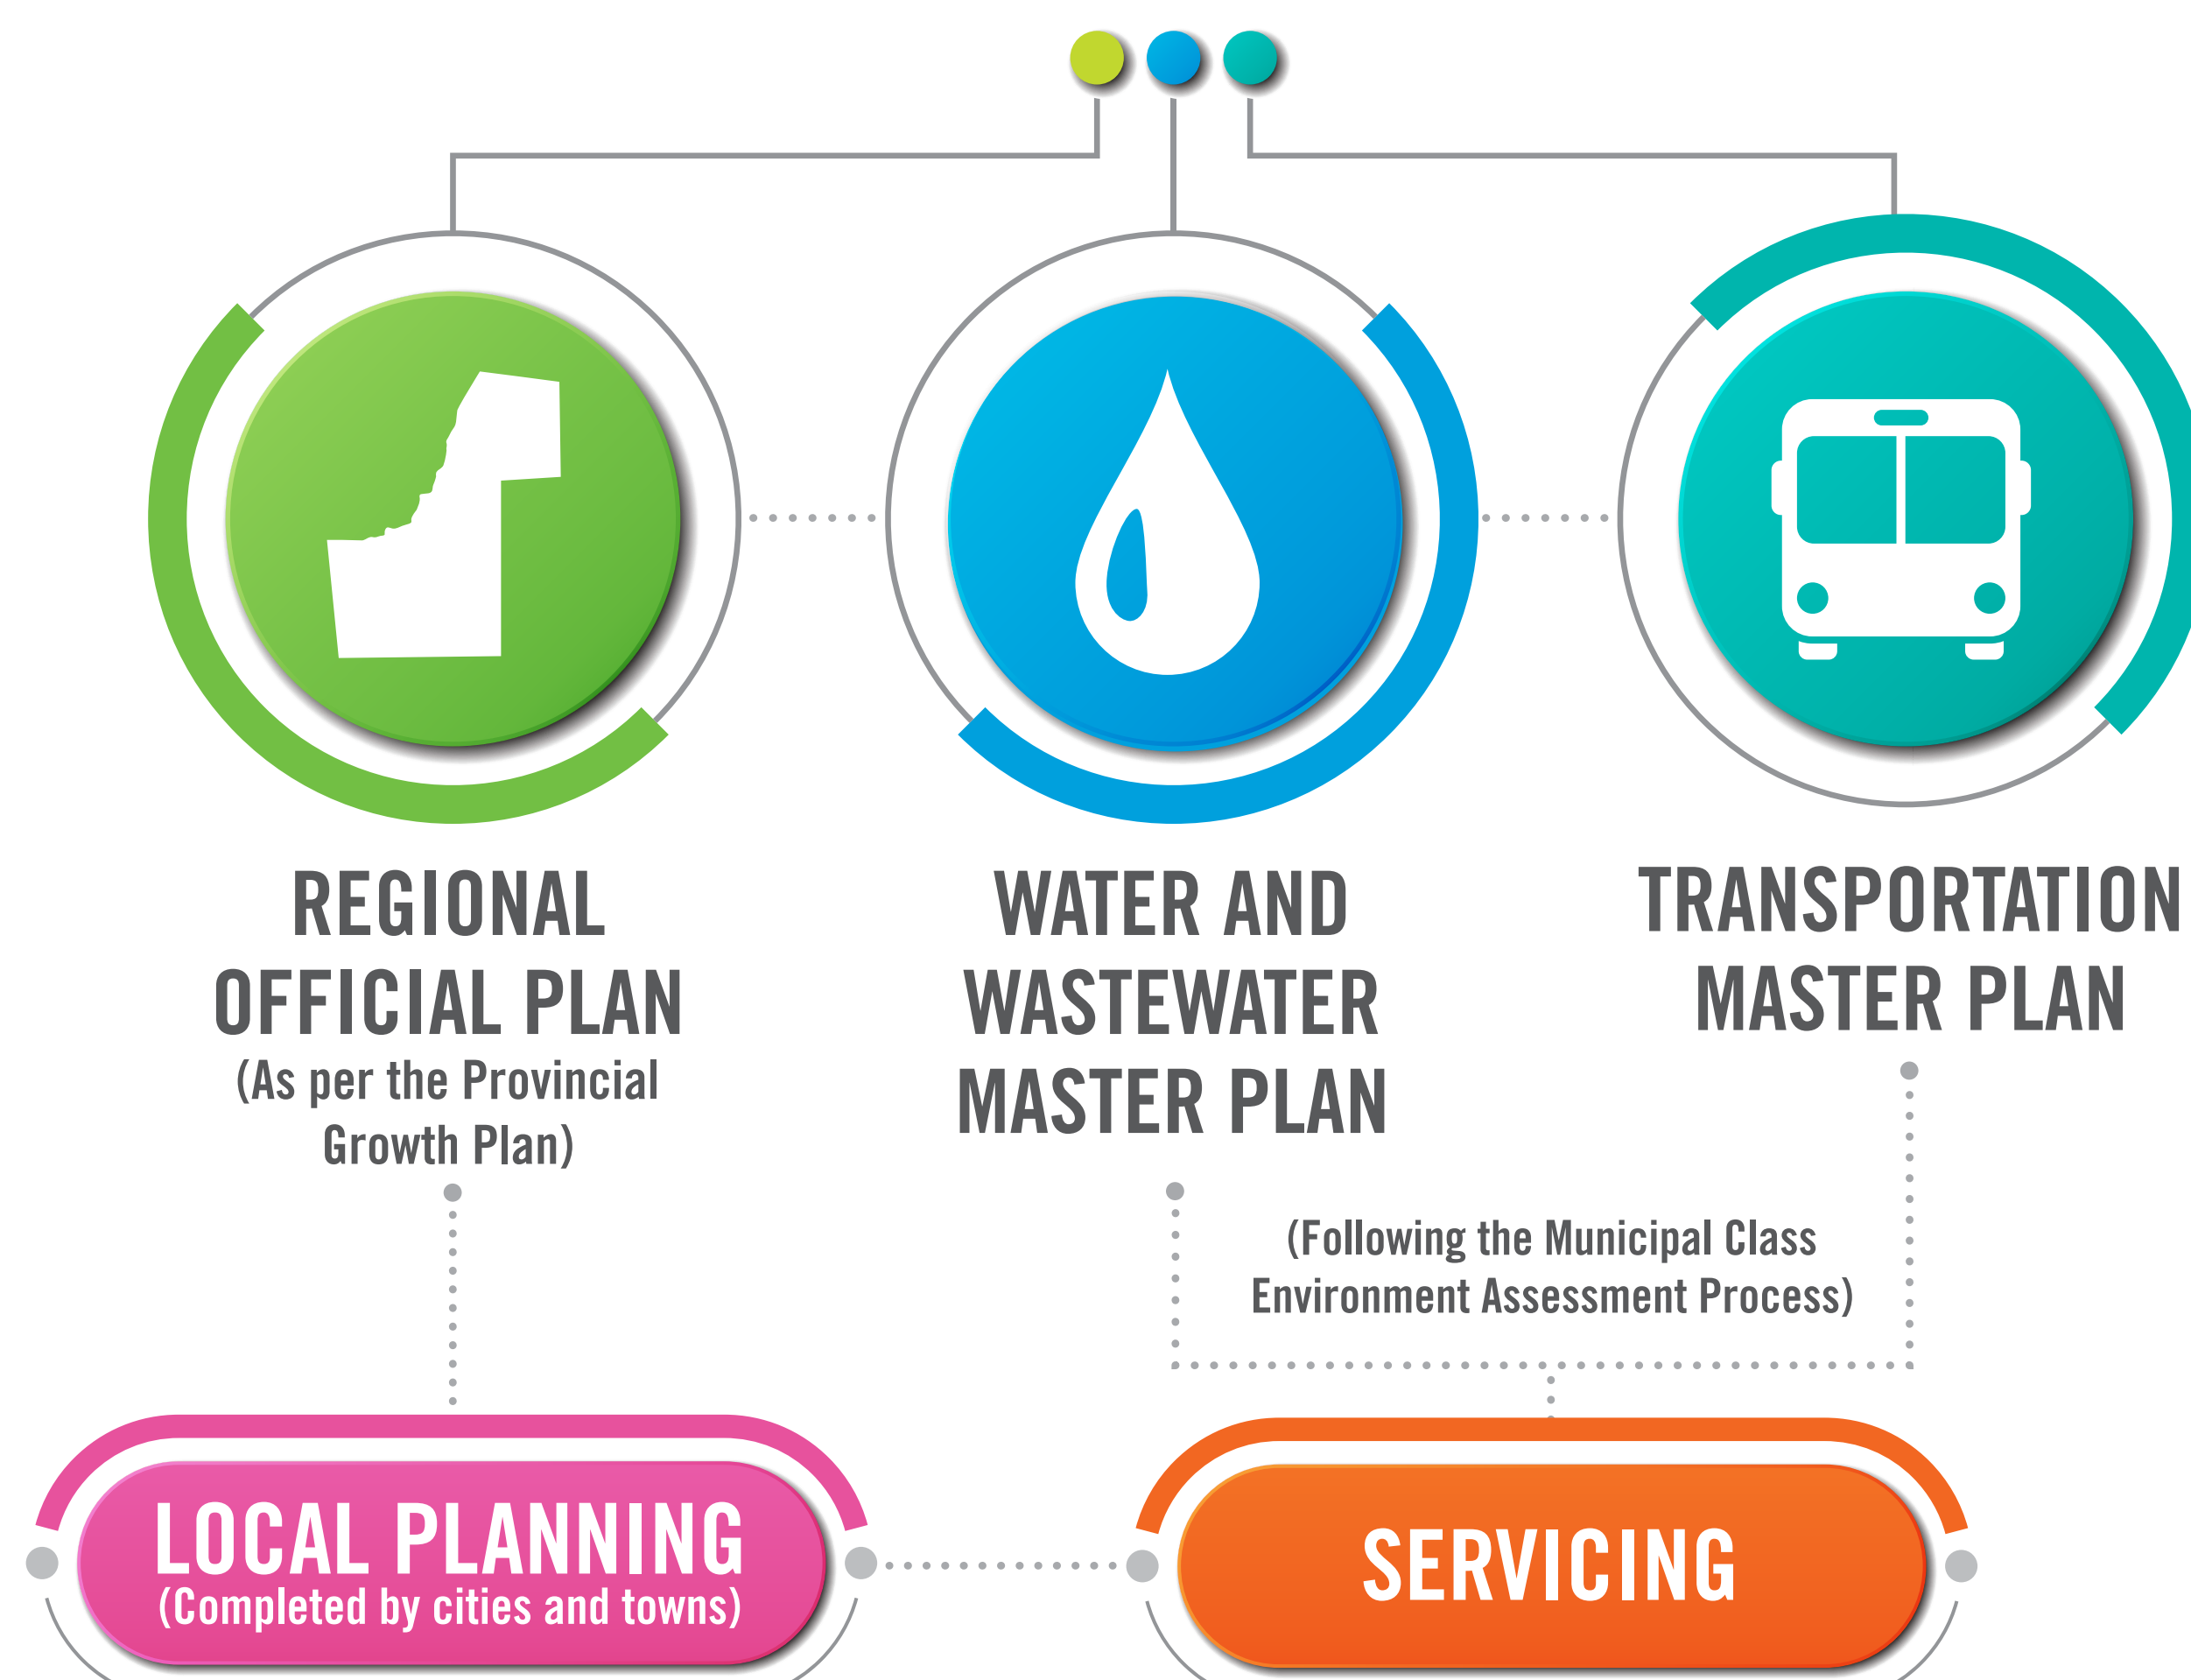 REGIONAL
OFFICIAL PLAN
(As per the Provincial
Growth Plan)
WATER AND
WASTEWATER
MASTER PLAN
TRANSPORTATION
MASTER PLAN
(Following the Municipal Class
Environment Assessment Process)
LOCAL PLANNING
(Completed by cities and towns)
SERVICING